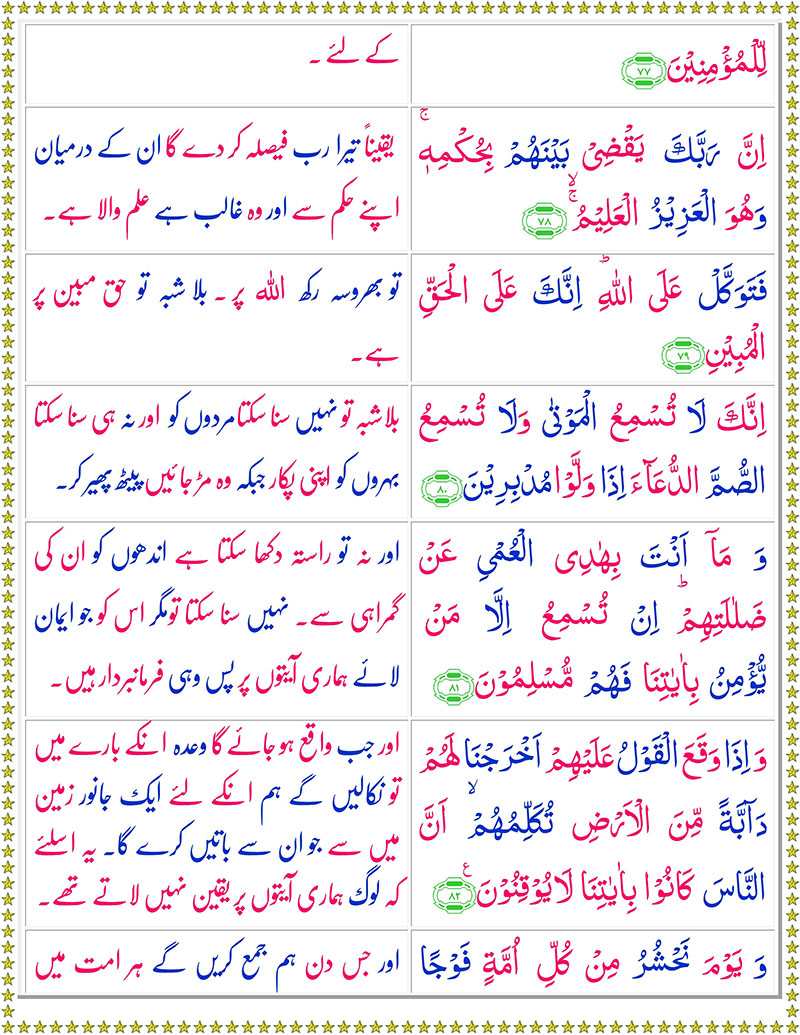 لِّلْمُؤْمِنِيْنَ ﴿۷۷﴾
کے لئے ۔
اِنَّ رَبَّكَ يَقْضِىْ بَيْنَهُمْ بِحُكْمِهٖ ۚ
وَهُوَ الْعَزِيْزُ الْعَلِيْمُ ۙۚ ﴿۷۸﴾
یقیناً تیرا رب فیصلہ کر دے گا ان کے درمیان
اپنے حکم سے اور وہ غالب ہے علم والا ہے۔
فَتَوَكَّلْ عَلَى اللّٰهِ ؕ اِنَّكَ عَلَى الْحَقِّ
الْمُبِيْنِ ﴿۷۹﴾
تو بھروسہ رکھ اللہ پر ۔ بلا شبہ تو حق مبین پر
ہے۔
اِنَّكَ لَا تُسْمِعُ الْمَوْتٰى وَلَا تُسْمِعُ
الصُّمَّ الدُّعَآءَ اِذَا وَلَّوْا مُدْبِرِيْنَ ﴿۸۰﴾
بلا شبہ تو نہیں سنا سکتا مردوں کو اور نہ ہی سنا سکتا
بہروں کو اپنی پکار جبکہ وہ مڑ جائیں پیٹھ پھیر کر۔
وَ مَاۤ اَنْتَ بِهٰدِى الْعُمْىِ عَنْ
ضَلٰلَتِهِمْ ؕ اِنْ تُسْمِعُ اِلَّا مَنْ
يُّؤْمِنُ بِاٰيٰتِنَا فَهُمْ مُّسْلِمُوْنَ ﴿۸۱﴾
اور نہ تو راستہ دکھا سکتا ہے اندھوں کو ان کی
گمراہی سے۔ نہیں سنا سکتا تو مگر اس کو جو ایمان
لائے ہماری آیتوں پر پس وہی فرمانبردار ہیں۔
وَاِذَا وَقَعَ الْقَوْلُ عَلَيْهِمْ اَخْرَجْنَا لَهُمْ
دَآبَّةً مِّنَ الْاَرْضِ تُكَلِّمُهُمْ ۙ اَنَّ
النَّاسَ كَانُوْا بِاٰيٰتِنَا لَا يُوْقِنُوْنَ ﴿۸۲﴾ ع
اور جب واقع ہو جائے گا وعدہ انکے بارے میں
تو نکالیں گے ہم انکے لئے ایک جانور زمین
میں سے جو ان سے باتیں کرے گا۔ یہ اسلئے
کہ لوگ ہماری آیتوں پر یقین نہیں لاتے تھے۔
وَ يَوْمَ نَحْشُرُ مِنْ كُلِّ اُمَّةٍ فَوْجًا
اور جس دن ہم جمع کریں گے ہر امت میں